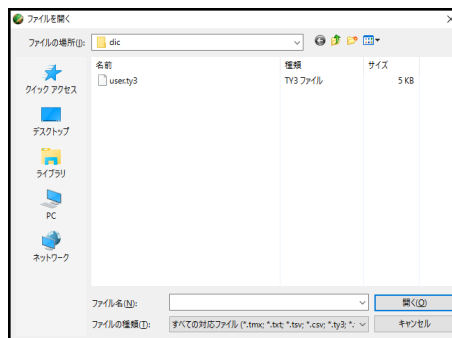 ファイルを開く
ファイルの場所(I):
dic
名前
種類
サイズ
user.ty3
TY3 ファイル
5 KB
クイック アクセス
デスクトップ
ライブラリ
PC
ネットワーク
ファイル名(N):
開く(O)
ファイルの種類(T):
すべての対応ファイル (*.tmx; *.txt; *.tsv; *.csv; *.ty3; *.
キャンセル